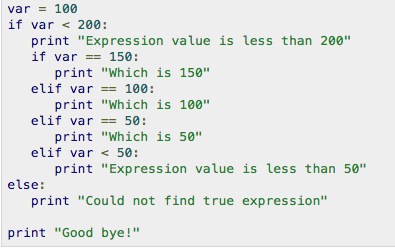 var = 100
if var < 200:
   print "Expression value is less than 200"
   if var == 150:
      print "Which is 150"
   elif var == 100:
      print "Which is 100"
   elif var == 50:
      print "Which is 50"
   elif var < 50:
      print "Expression value is less than 50"
else:
   print "Could not find true expression"

print "Good bye!"